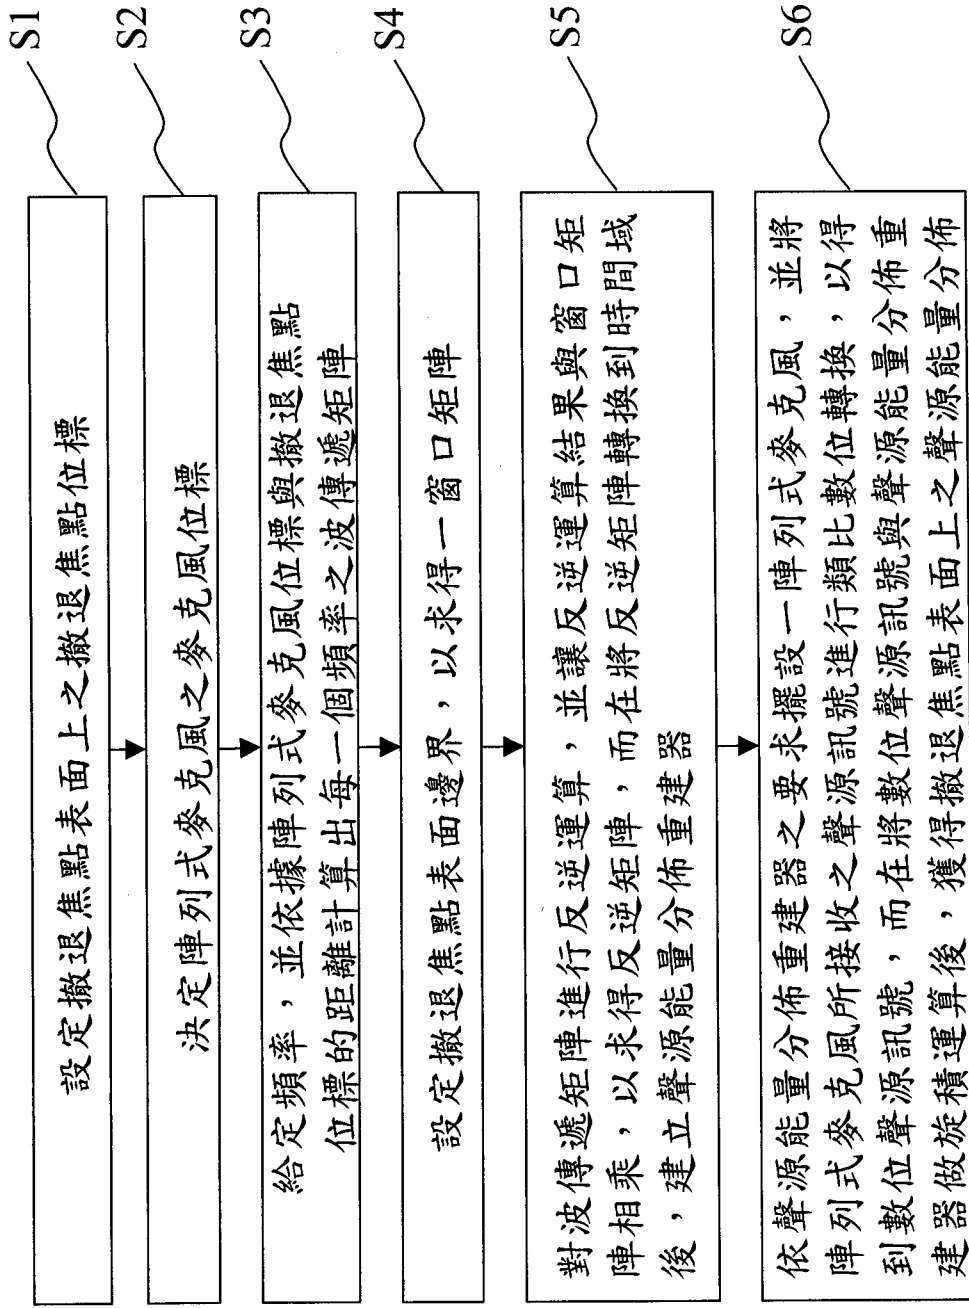 設定撤退焦點表面上之撤退焦點位標
S1
決定陣列式麥克風之麥克風位標
S2
給定頻率，並依據陣列式麥克風位標與撤退焦點
位標的距離計算出每一個頻率之波傳遞矩陣
S3
設定撤退焦點表面邊界，以求得一窗口矩陣
S4
對波傳遞矩陣進行反逆運算，並讓反逆運算結果與窗口矩
陣相乘，以求得反逆矩陣，而在將反逆矩陣轉換到時間域
後，建立聲源能量分佈重建器
S5
依聲源能量分佈重建器之要求擺設一陣列式麥克風，並將
陣列式麥克風所接收之聲源訊號進行類比數位轉換，以得
到數位聲源訊號，而在將數位聲源訊號與聲源能量分佈重
建器做旋積運算後，獲得撤退焦點表面上之聲源能量分佈
S6